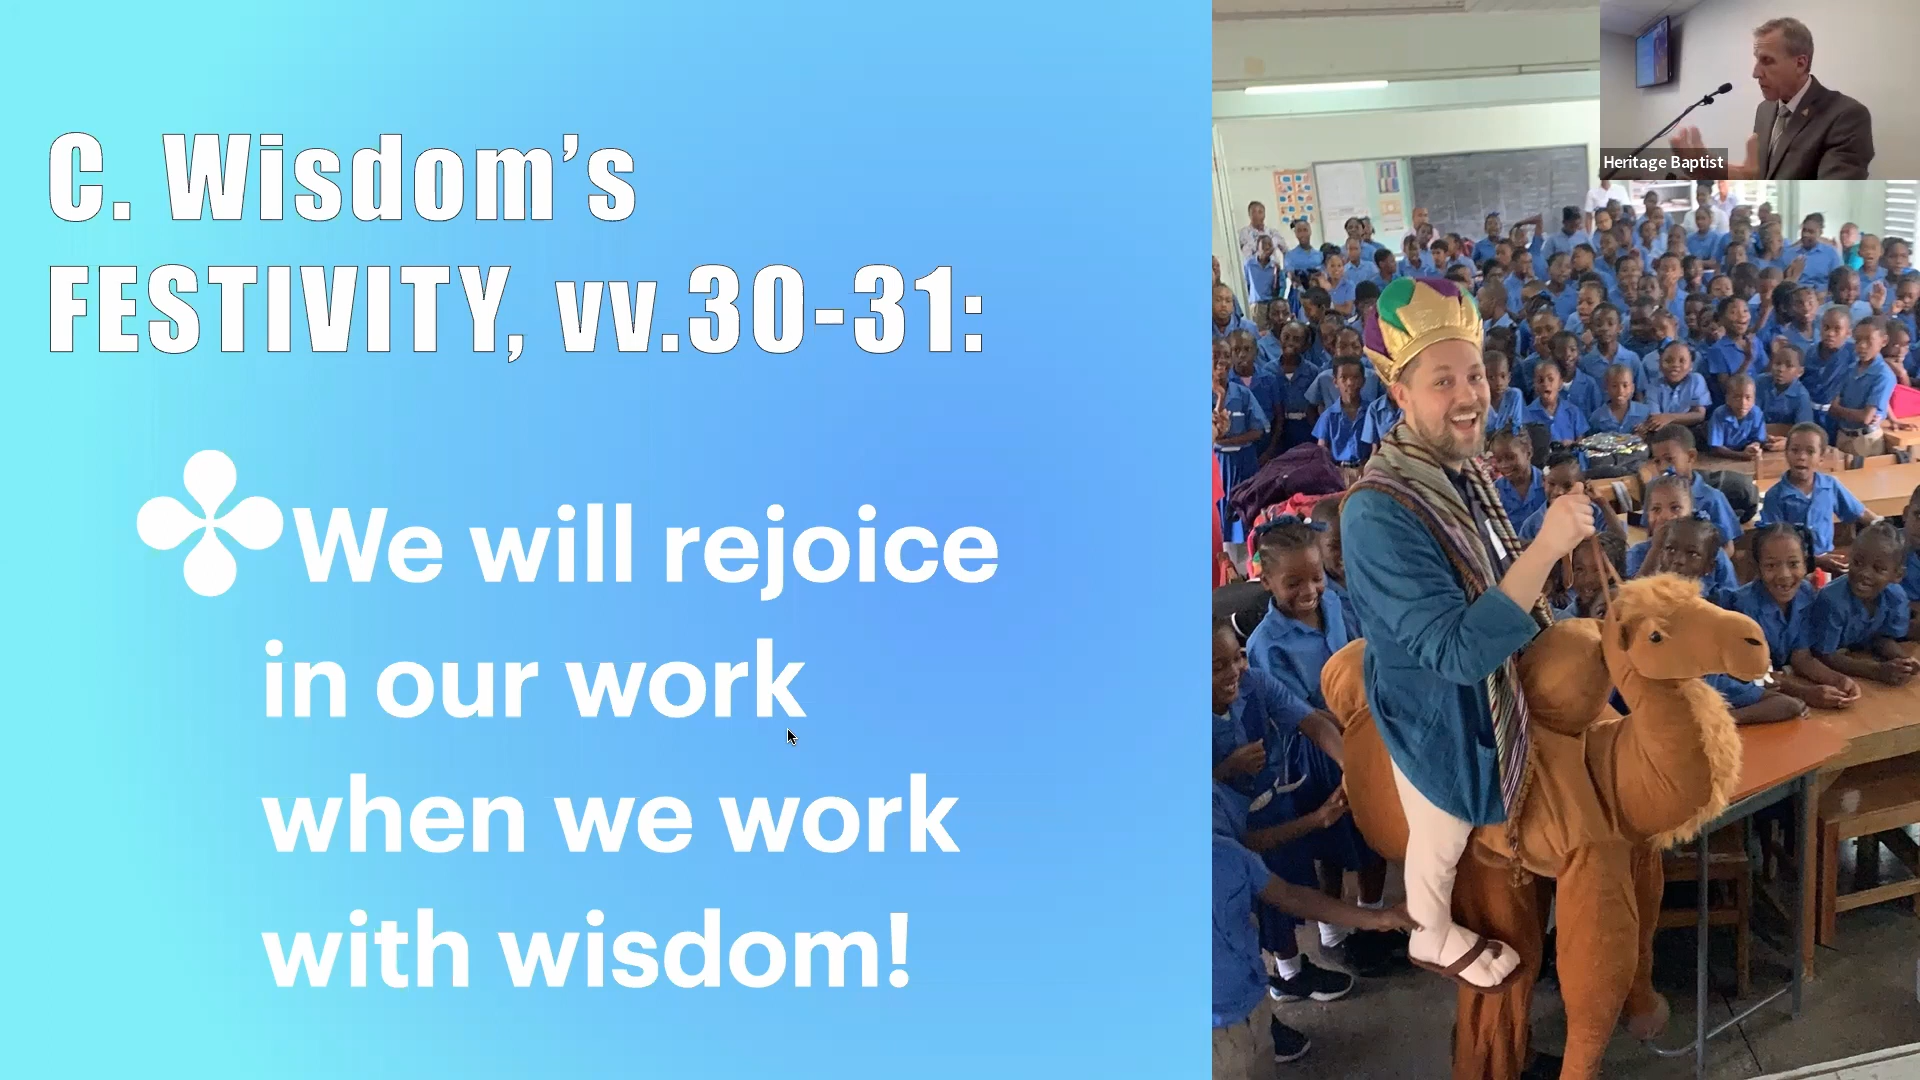 C. Wisdom’s
FESTIVITY, vv.30-31:
We will rejoice
in our work
when we work
with wisdom!
Heritage Baptist